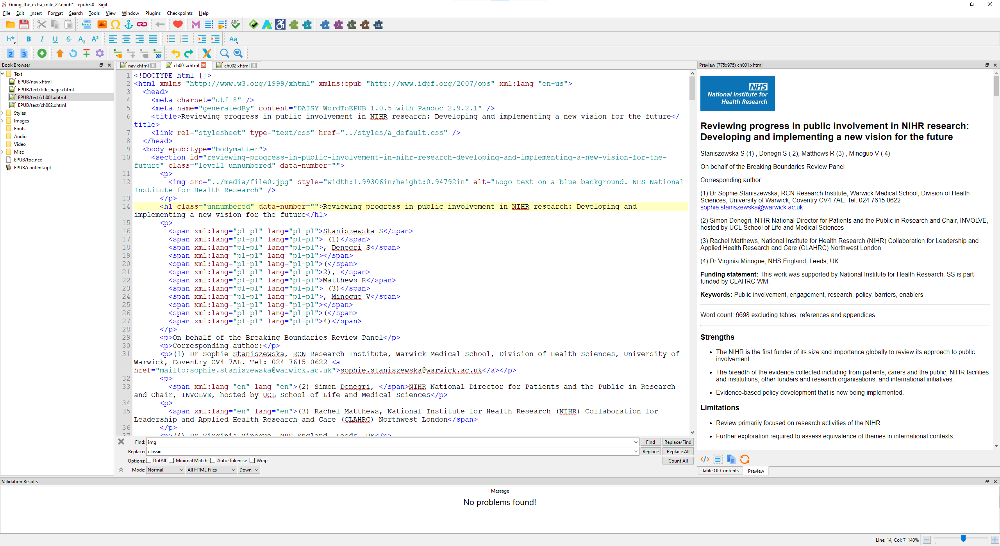 Going_the_extra_mile_22.epub* - epub3.0 - Sigil
File Edit Insert Format Search Tools View Window Plugins Checkpoints Help
ABC
4 5 6 7 8 9 10
h* B I U S A2 A2 Aa
2 3
Book Browser
Text
EPUB/nav.xhtml
EPUB/text/title_page.xhtml
EPUB/text/ch001.xhtml
EPUB/text/ch002.xhtml
Styles
Images
Fonts
Audio
Video
Misc
EPUB/toc.ncx
EPUB/content.opf
nav.xhtml ch001.xhtml ch002.xhtml
1 <!DOCTYPE html []>
2 <html xmlns="http://www.w3.org/1999/xhtml" xmlns:epub="http://www.idpf.org/2007/ops" xml:lang="en-us">
3 <head>
4 <meta charset="utf-8" />
5 <meta name="generatedBy" content="DAISY WordToEPUB 1.0.5 with Pandoc 2.9.2.1" />
6 <title>Reviewing progress in public involvement in NIHR research: Developing and implementing a new vision for the future</
title>
7 <link rel="stylesheet" type="text/css" href="../styles/a_default.css" />
8 </head>
9 <body epub:type="bodymatter">
10 <section id="reviewing-progress-in-public-involvement-in-nihr-research-developing-and-implementing-a-new-vision-for-the-
future" class="level1 unnumbered" data-number="">
11 <p>
12 <img src="../media/file0.jpg" style="width:1.99306in;height:0.94792in" alt="Logo text on a blue background. NHS National
Institute for Health Research" />
13 </p>
14 <h1 class="unnumbered" data-number="">Reviewing progress in public involvement in NIHR research: Developing and
implementing a new vision for the future</h1>
15 <p>
16 <span xml:lang="pl-pl" lang="pl-pl">Staniszewska S</span>
17 <span xml:lang="pl-pl" lang="pl-pl"> (1)</span>
18 <span xml:lang="pl-pl" lang="pl-pl">, Denegri S</span>
19 <span xml:lang="pl-pl" lang="pl-pl"></span>
20 <span xml:lang="pl-pl" lang="pl-pl">(</span>
21 <span xml:lang="pl-pl" lang="pl-pl">2), </span>
22 <span xml:lang="pl-pl" lang="pl-pl">Matthews R</span>
23 <span xml:lang="pl-pl" lang="pl-pl"> (3)</span>
24 <span xml:lang="pl-pl" lang="pl-pl">, Minogue V</span>
25 <span xml:lang="pl-pl" lang="pl-pl"></span>
26 <span xml:lang="pl-pl" lang="pl-pl">(</span>
27 <span xml:lang="pl-pl" lang="pl-pl">4)</span>
28 </p>
29 <p>On behalf of the Breaking Boundaries Review Panel</p>
30 <p>Corresponding author:</p>
31 <p>(1) Dr Sophie Staniszewska, RCN Research Institute, Warwick Medical School, Division of Health Sciences, University of
Warwick, Coventry CV4 7AL. Tel: 024 7615 0622 <a
href="mailto:sophie.staniszewska@warwick.ac.uk">sophie.staniszewska@warwick.ac.uk</a></p>
32 <p>
33 <span xml:lang="en" lang="en">(2) Simon Denegri, </span>NIHR National Director for Patients and the Public in Research
and Chair, INVOLVE, hosted by UCL School of Life and Medical Sciences</p>
34 <p>
35 <span xml:lang="en" lang="en">(3) Rachel Matthews, National Institute for Health Research (NIHR) Collaboration for
Leadership and Applied Health Research and Care (CLAHRC) Northwest London</span>
36 </p>
37 <p>(4) Dr Virginia Minogue, NHS England, Leeds, UK</p>
Find: img Find Replace/Find
Replace: class= Replace Replace All
Options: DotAll Minimal Match Auto-Tokenise Wrap Count All
Mode: Normal All HTML Files Down
Preview (775x975) ch001.xhtml
NHS
National Institute for
Health Research
Reviewing progress in public involvement in NIHR research:
Developing and implementing a new vision for the future
Staniszewska S (1) , Denegri S ( 2), Matthews R (3) , Minogue V ( 4)
On behalf of the Breaking Boundaries Review Panel
Corresponding author:
(1) Dr Sophie Staniszewska, RCN Research Institute, Warwick Medical School, Division of Health
Sciences, University of Warwick, Coventry CV4 7AL. Tel: 024 7615 0622
sophie.staniszewska@warwick.ac.uk
(2) Simon Denegri, NIHR National Director for Patients and the Public in Research and Chair, INVOLVE,
hosted by UCL School of Life and Medical Sciences
(3) Rachel Matthews, National Institute for Health Research (NIHR) Collaboration for Leadership and
Applied Health Research and Care (CLAHRC) Northwest London
(4) Dr Virginia Minogue, NHS England, Leeds, UK
Funding statement: This work was supported by National Institute for Health Research. SS is part-
funded by CLAHRC WM.
Keywords: Public involvement, engagement, research, policy, barriers, enablers
Word count: 6698 excluding tables, references and appendices.
Strengths
• The NIHR is the first funder of its size and importance globally to review its approach to public
involvement.
• The breadth of the evidence collected including from patients, carers and the public, NIHR facilities
and institutions, other funders and research organisations, and international initiatives.
• Evidence-based policy development that is now being implemented.
Limitations
• Review primarily focused on research activities of the NIHR
• Further exploration required to assess equivalence of themes in international contexts.
Table Of Contents Preview
Validation Results
Message
No problems found!
Line: 14, Col: 7 140%